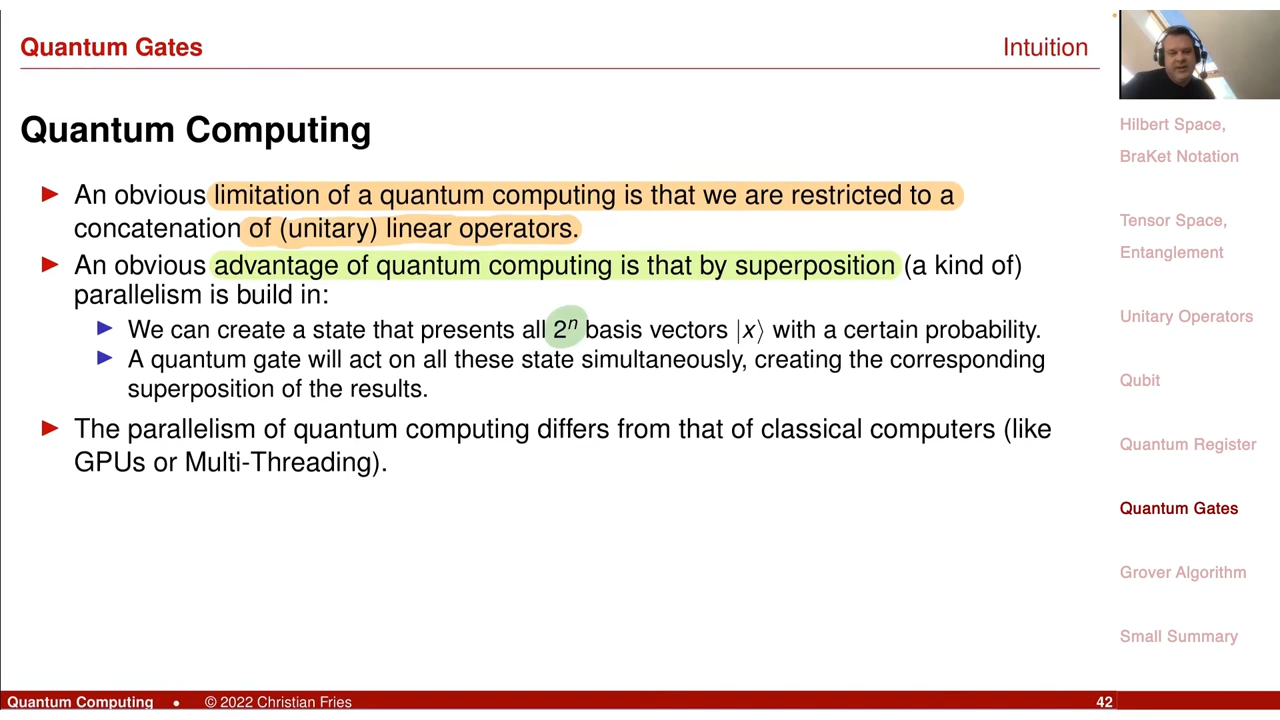 Quantum Gates
Intuition
Quantum Computing
► An obvious limitation of a quantum computing is that we are restricted to a
concatenation of (unitary) linear operators.
► An obvious advantage of quantum computing is that by superposition (a kind of)
parallelism is build in:
► We can create a state that presents all 2ⁿ basis vectors |x⟩ with a certain probability.
► A quantum gate will act on all these state simultaneously, creating the corresponding
superposition of the results.
► The parallelism of quantum computing differs from that of classical computers (like
GPUs or Multi-Threading).
Hilbert Space,
BraKet Notation
Tensor Space,
Entanglement
Unitary Operators
Qubit
Quantum Register
Quantum Gates
Grover Algorithm
Small Summary
Quantum Computing • © 2022 Christian Fries
42